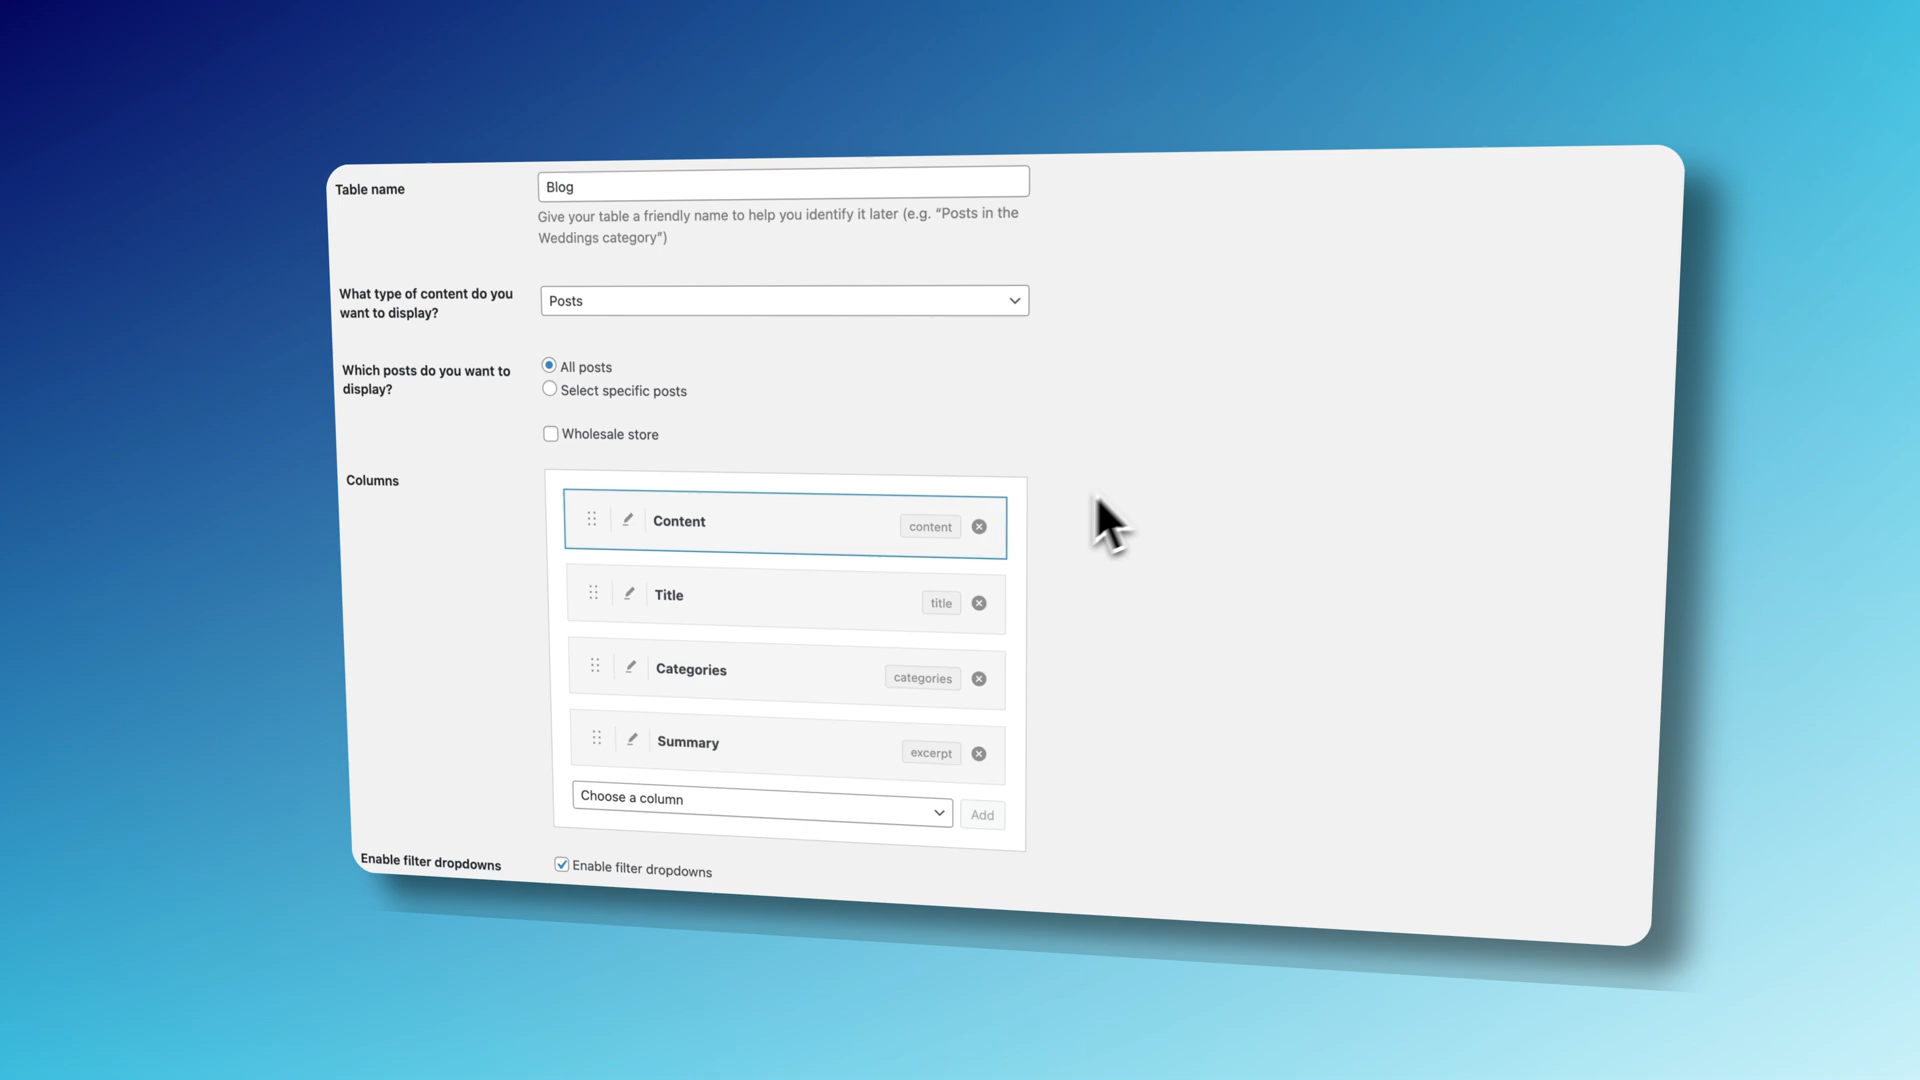 Table name
Blog
Give your table a friendly name to help you identify it later (e.g. “Posts in the
Weddings category”)
What type of content do you
want to display?
Posts
Which posts do you want to
display?
All posts
Select specific posts
Wholesale store
Columns
Content content
Title title
Categories categories
Summary excerpt
Choose a column Add
Enable filter dropdowns
Enable filter dropdowns